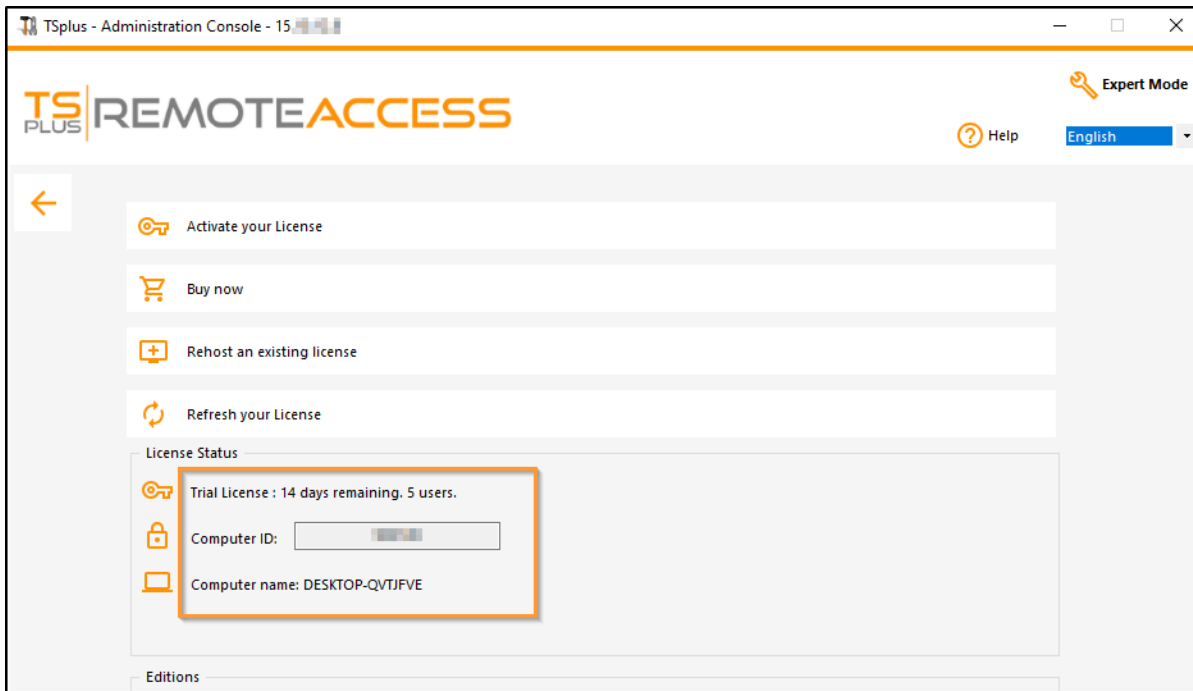 TSplus - Administration Console - 15.
Expert Mode
TS PLUS REMOTEACCESS
Help
English
Activate your License
Buy now
Rehost an existing license
Refresh your License
License Status
Trial License : 14 days remaining. 5 users.
Computer ID:
Computer name: DESKTOP-QVTJFVE
Editions